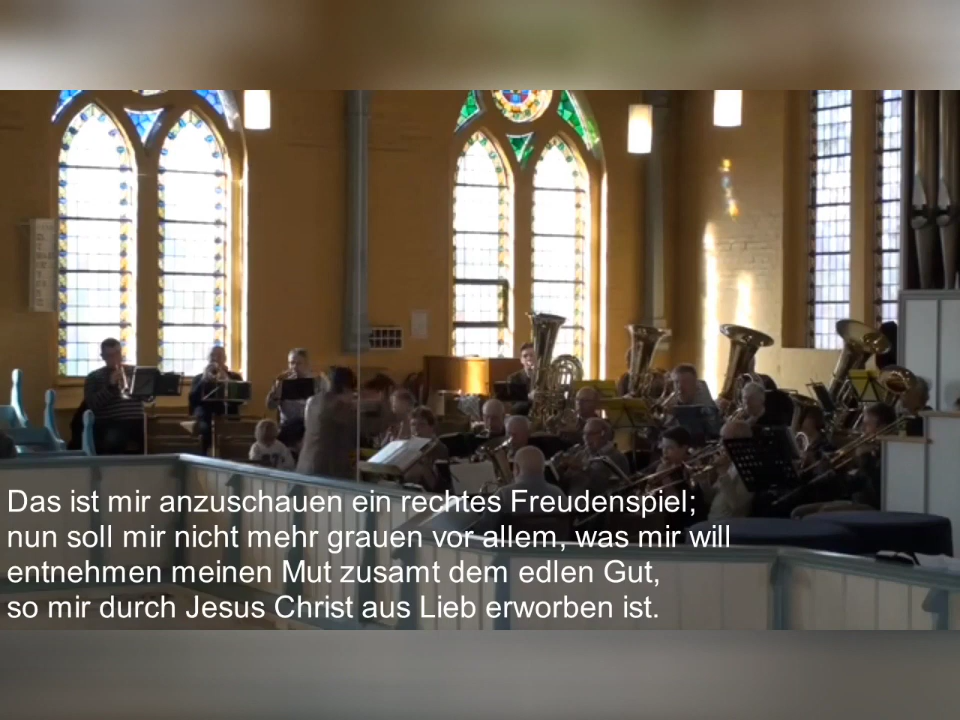 Das ist mir anzuschauen ein rechtes Freudenspiel;
nun soll mir nicht mehr grauen vor allem, was mir will
entnehmen meinen Mut zusamt dem edlen Gut,
so mir durch Jesus Christ aus Lieb erworben ist.